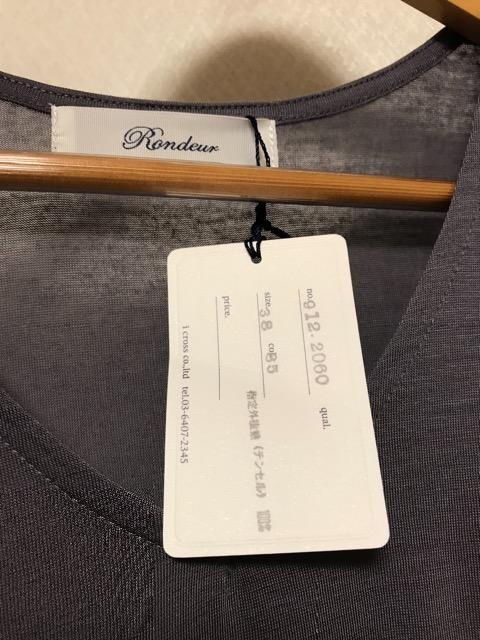 Rondeur
no. 912-2060
qual.
size. 38 co. 85
指定外繊維 (テンセル) 100%
price.
i cross co.,ltd tel.03-6407-2345